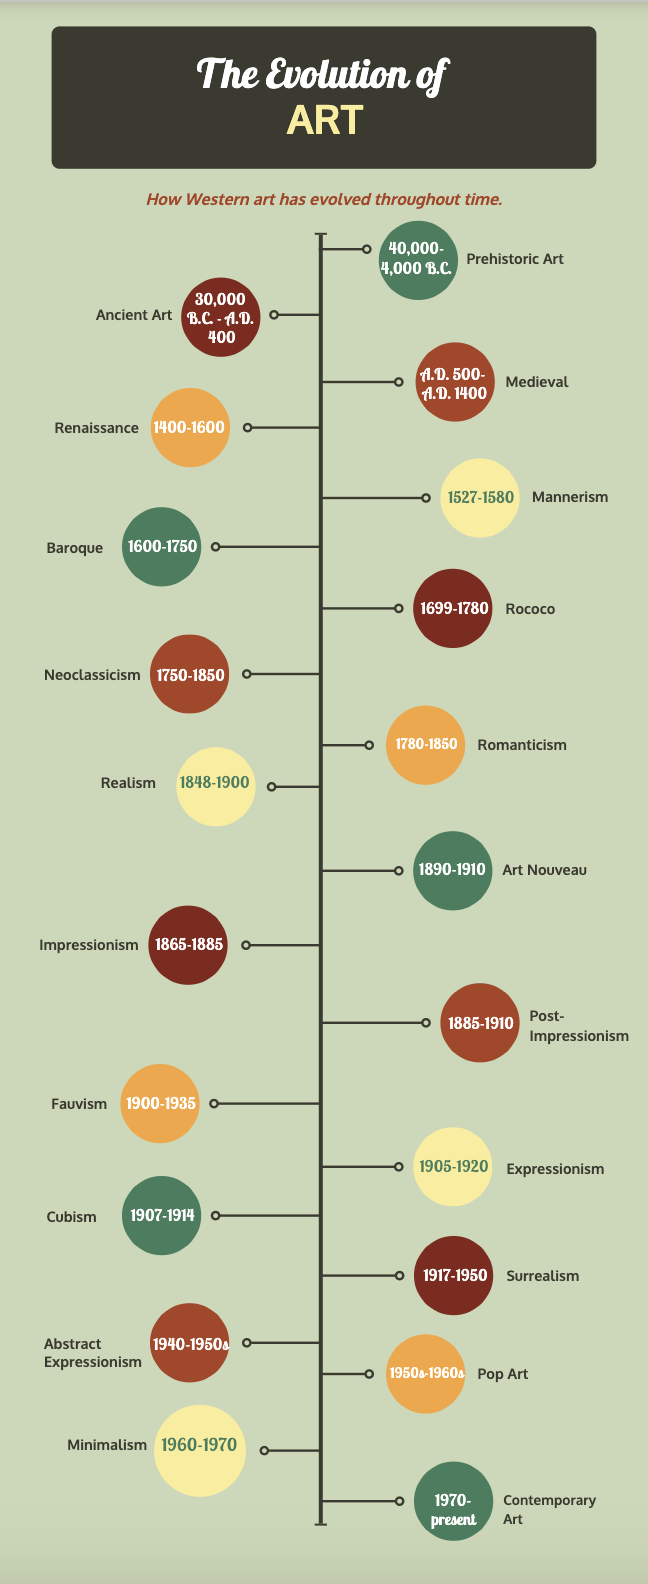 The Evolution of
ART
How Western art has evolved throughout time.
40,000-
4,000 B.C.
Prehistoric Art
Ancient Art
30,000
B.C. - A.D.
400
A.D. 500-
A.D. 1400
Medieval
Renaissance
1400-1600
1527-1580
Mannerism
Baroque
1600-1750
1699-1780
Rococo
Neoclassicism
1750-1850
1780-1850
Romanticism
Realism
1848-1900
1890-1910
Art Nouveau
Impressionism
1865-1885
1885-1910
Post-
Impressionism
Fauvism
1900-1935
1905-1920
Expressionism
Cubism
1907-1914
1917-1950
Surrealism
Abstract
Expressionism
1940-1950s
1950s-1960s
Pop Art
Minimalism
1960-1970
1970-
present
Contemporary
Art